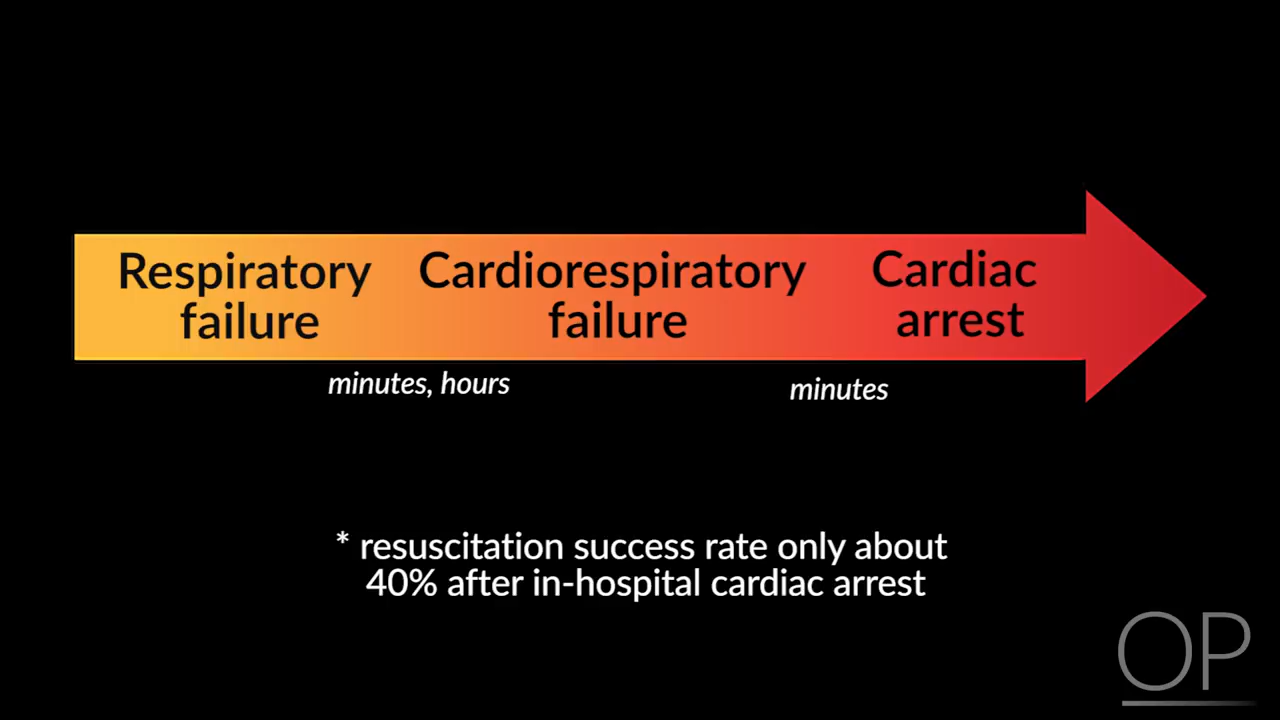 Respiratory failure
Cardiorespiratory failure
Cardiac arrest
minutes, hours
minutes
* resuscitation success rate only about
40% after in-hospital cardiac arrest
OP